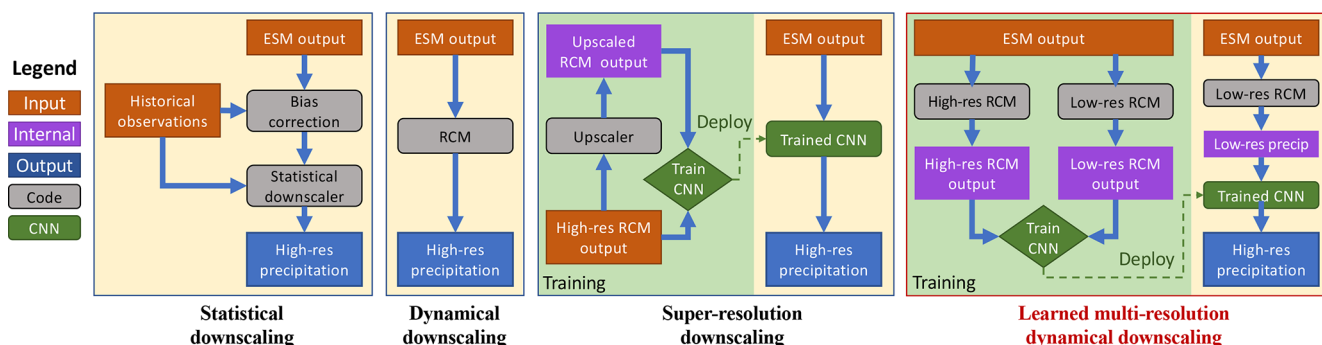 Legend
Input
Internal
Output
Code
CNN
ESM output
Historical
observations
Bias
correction
Statistical
downscaler
High-res
precipitation
Statistical
downscaling
ESM output
RCM
High-res
precipitation
Dynamical
downscaling
Upscaled
RCM output
Upscaler
High-res RCM
output
Train
CNN
Training
Deploy
ESM output
Trained CNN
High-res
precipitation
Super-resolution
downscaling
ESM output
High-res RCM
Low-res RCM
High-res RCM
output
Low-res RCM
output
Train
CNN
Training
Deploy
ESM output
Low-res RCM
Low-res precip
Trained CNN
High-res
precipitation
Learned multi-resolution
dynamical downscaling